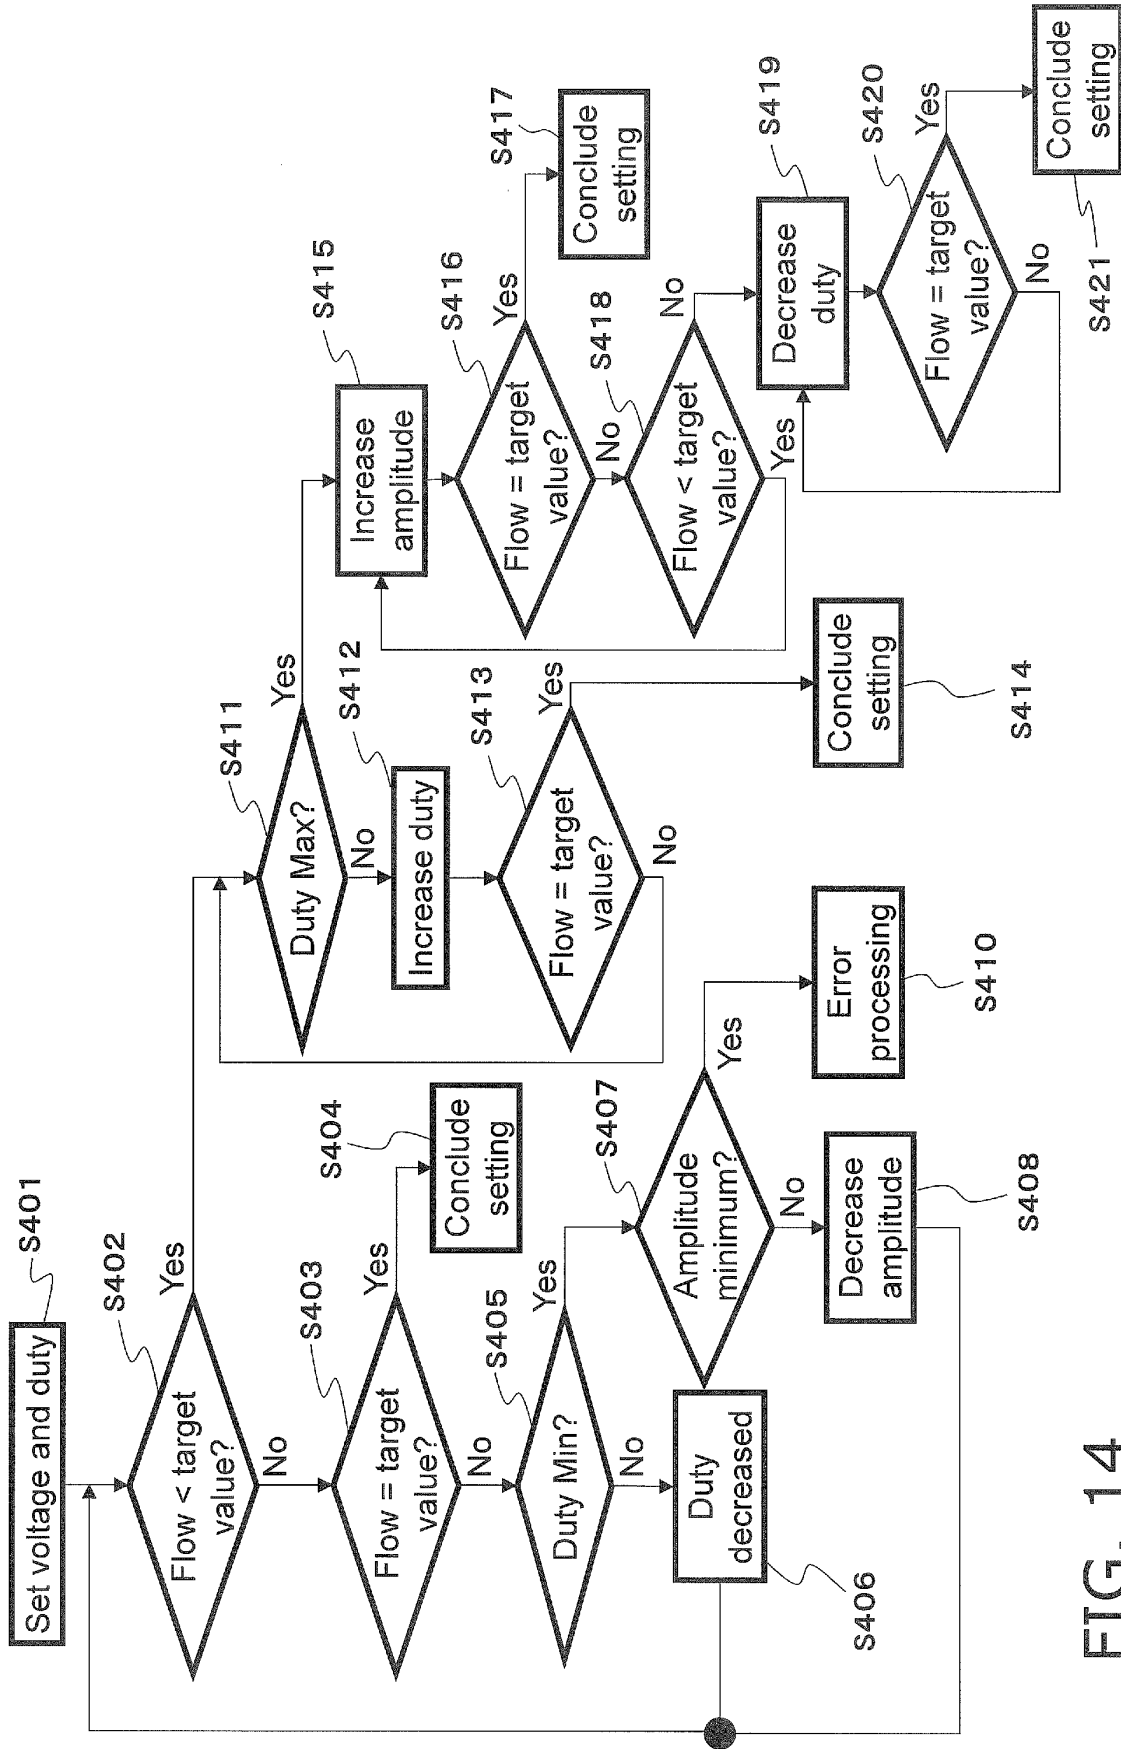 Set voltage and duty
S401
Flow < target
value?
S402
Yes
No
Flow = target
value?
S403
Yes
No
Conclude
setting
S404
Duty Min?
S405
Yes
No
Duty
decreased
S406
Amplitude
minimum?
S407
Yes
No
Decrease
amplitude
S408
Error
processing
S410
Duty Max?
S411
Yes
No
Increase duty
S412
Flow = target
value?
S413
Yes
No
Conclude
setting
S414
Increase
amplitude
S415
Flow = target
value?
S416
Yes
No
Conclude
setting
S417
Flow < target
value?
S418
No
Yes
Decrease
duty
S419
Flow = target
value?
S420
Yes
No
Conclude
setting
S421
FIG. 14